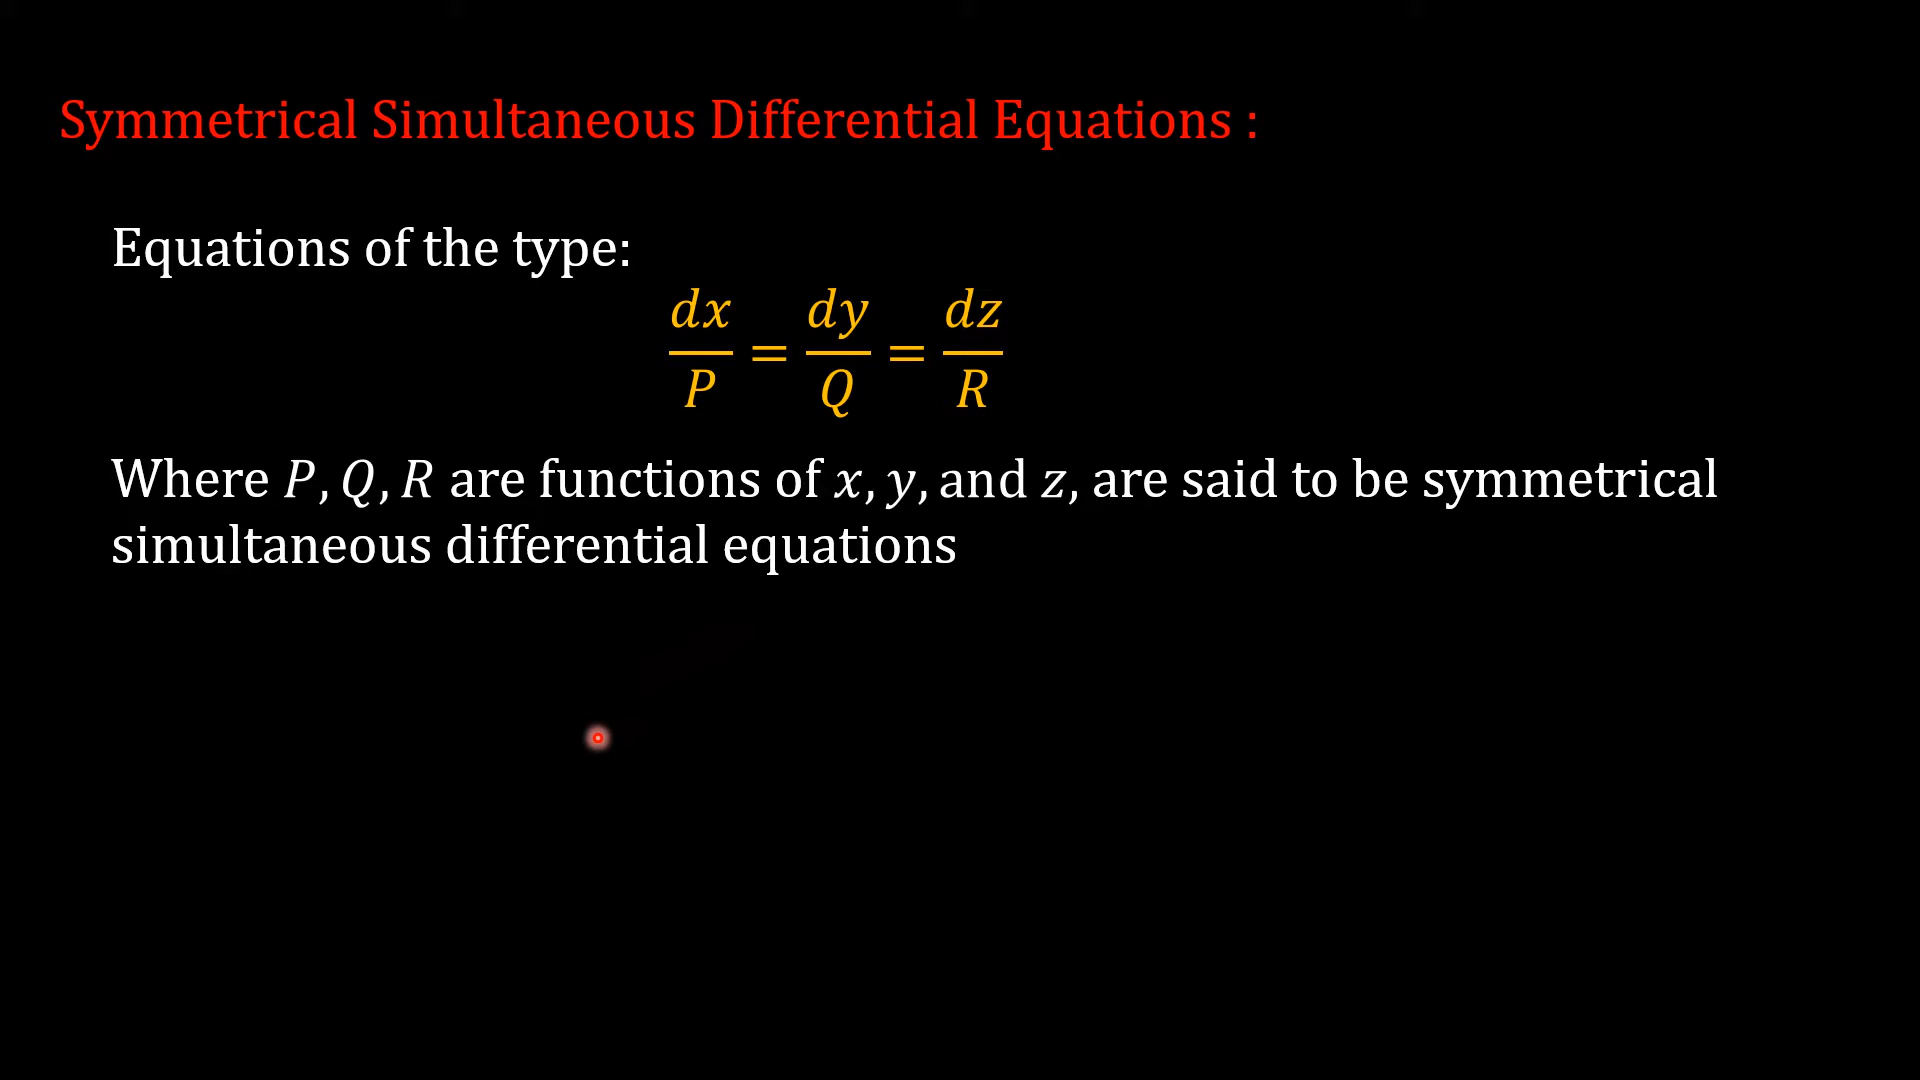 Symmetrical Simultaneous Differential Equations :
Equations of the type:
dx/P = dy/Q = dz/R
Where P, Q, R are functions of x, y, and z, are said to be symmetrical
simultaneous differential equations